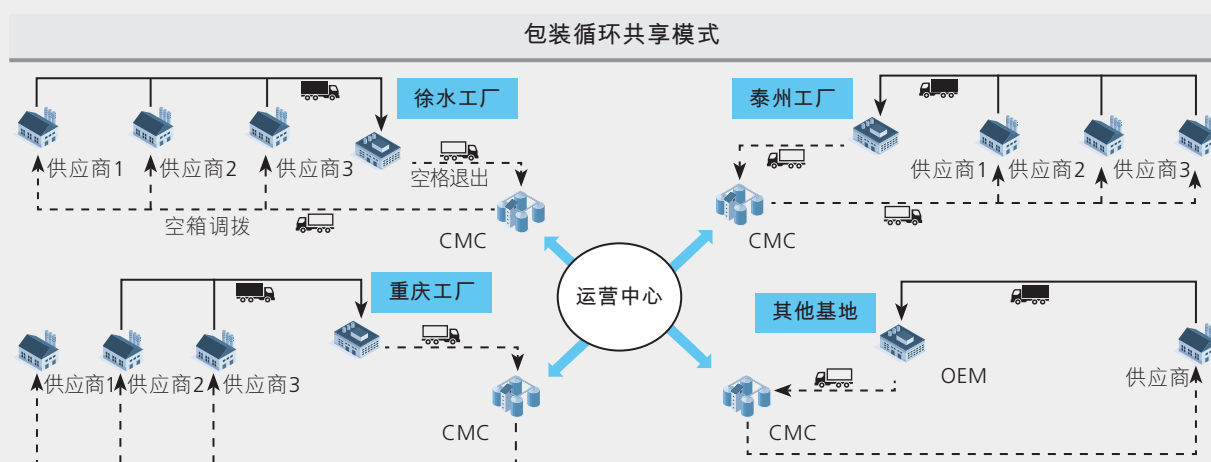 包装循环共享模式
徐水工厂
供应商1
供应商2
供应商3
空格退出
空箱调拨
CMC
泰州工厂
供应商1
供应商2
供应商3
CMC
运营中心
重庆工厂
供应商1
供应商2
供应商3
CMC
其他基地
OEM
供应商
CMC